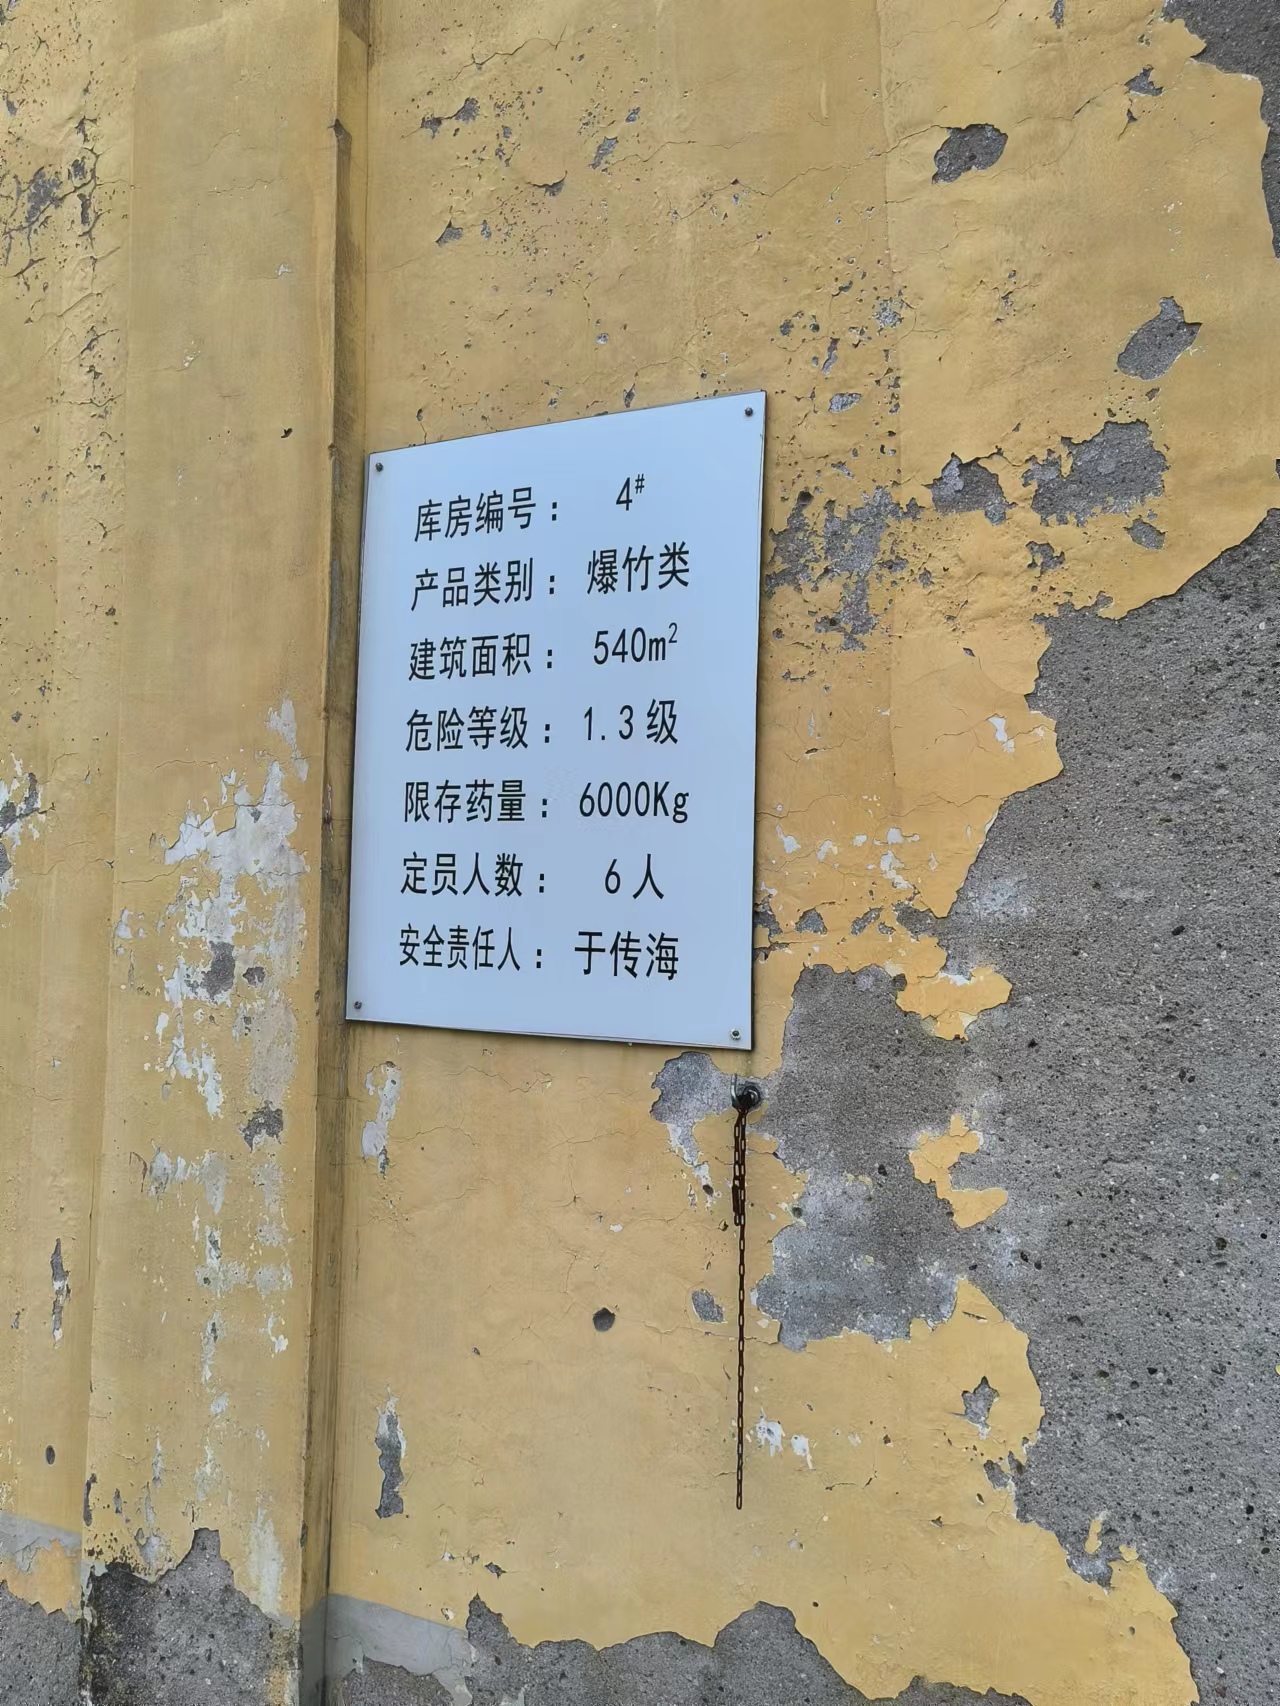 库房编号： 4#
产品类别： 爆竹类
建筑面积： 540m²
危险等级： 1.3级
限存药量： 6000Kg
定员人数： 6人
安全责任人： 于传海